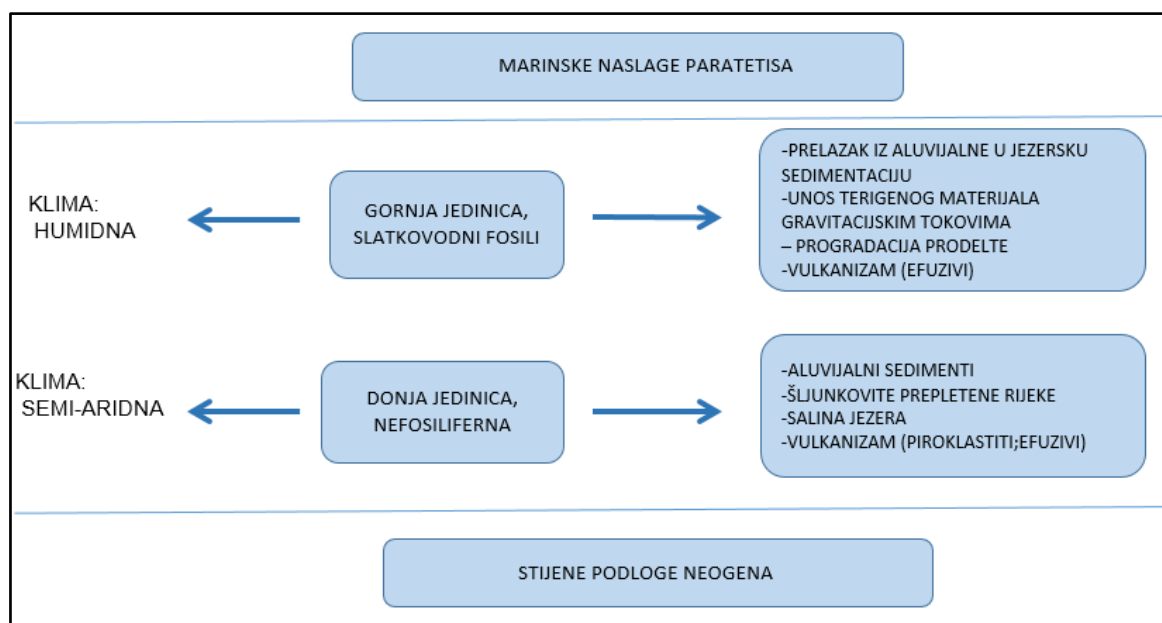 MARINSKE NASLAGE PARATETISA
KLIMA:
HUMIDNA
GORNJA JEDINICA,
SLATKOVODNI FOSILI
-PRELAZAK IZ ALUVIJALNE U JEZERSKU
SEDIMENTACIJU
-UNOS TERIGENOG MATERIJALA
GRAVITACIJSKIM TOKOVIMA
– PROGRADACIJA PRODELTE
-VULKANIZAM (EFUZIVI)
KLIMA:
SEMI-ARIDNA
DONJA JEDINICA,
NEFOSILIFERNA
-ALUVIJALNI SEDIMENTI
-ŠLJUNKOVITE PREPLETENE RIJEKE
-SALINA JEZERA
-VULKANIZAM (PIROKLASTITI;EFUZIVI)
STIJENE PODLOGE NEOGENA